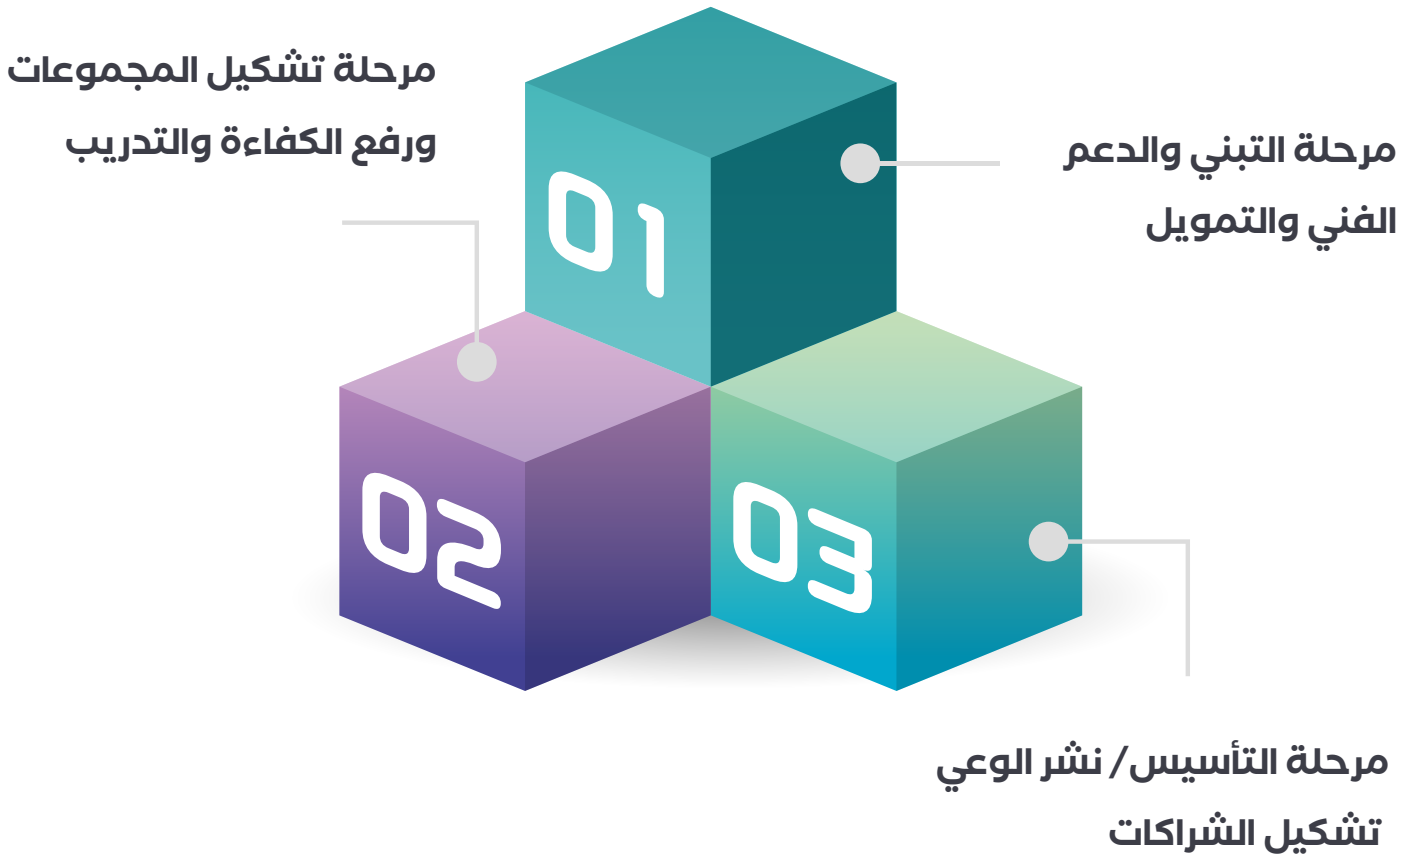 مرحلة التبني والدعم
الفني والتمويل
01
مرحلة تشكيل المجموعات
ورفع الكفاءة والتدريب
02
03
مرحلة التأسيس/ نشر الوعي
تشكيل الشراكات